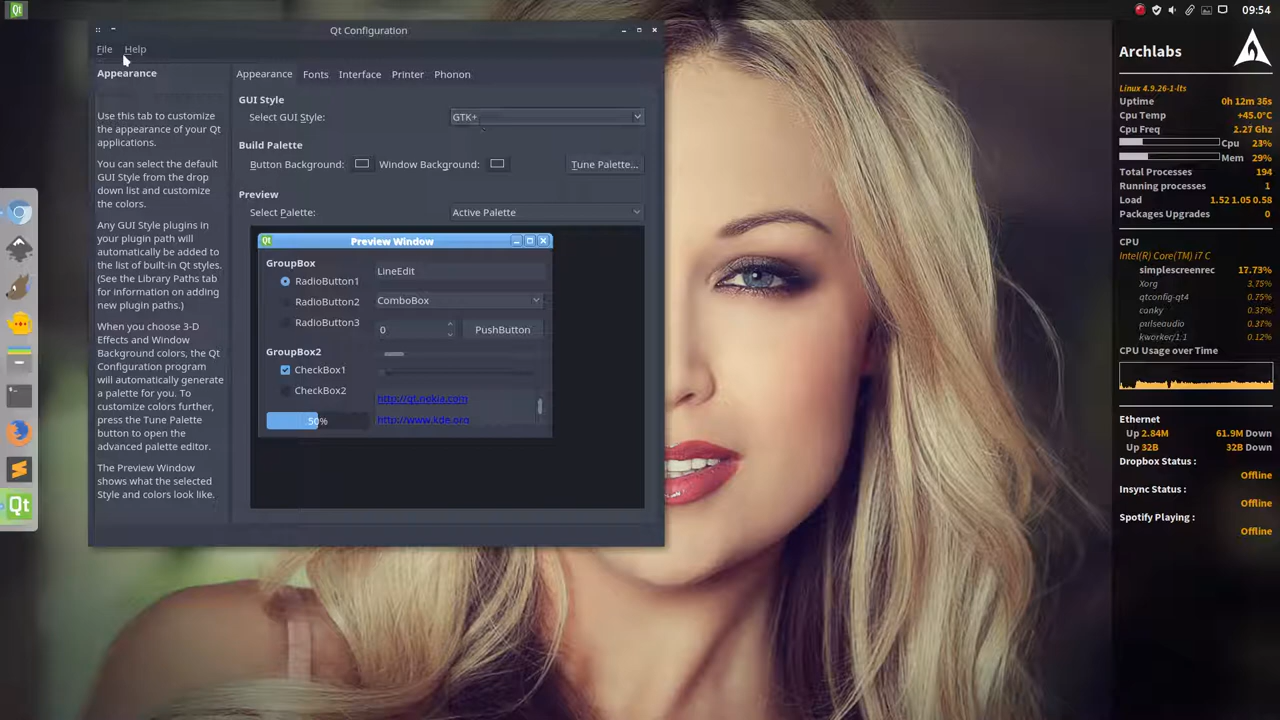 Qt
09:54
Qt Configuration
File Help
Appearance
Use this tab to customize
the appearance of your Qt
applications.
You can select the default
GUI Style from the drop
down list and customize
the colors.
Any GUI Style plugins in
your plugin path will
automatically be added to
the list of built-in Qt styles.
(See the Library Paths tab
for information on adding
new plugin paths.)
When you choose 3-D
Effects and Window
Background colors, the Qt
Configuration program
will automatically generate
a palette for you. To
customize colors further,
press the Tune Palette
button to open the
advanced palette editor.
The Preview Window
shows what the selected
Style and colors look like.
Appearance Fonts Interface Printer Phonon
GUI Style
Select GUI Style: GTK+
Build Palette
Button Background: Window Background: Tune Palette...
Preview
Select Palette: Active Palette
Qt Preview Window
GroupBox
RadioButton1
RadioButton2
RadioButton3
LineEdit
ComboBox
0 PushButton
GroupBox2
CheckBox1
CheckBox2
50%
http://qt.nokia.com
http://www.kde.org
Qt
Archlabs
Linux 4.9.26-1-lts
Uptime 0h 12m 36s
Cpu Temp +45.0°C
Cpu Freq 2.27 Ghz
Cpu 23%
Mem 29%
Total Processes 194
Running processes 1
Load 1.52 1.05 0.58
Packages Upgrades 0
CPU
Intel(R) Core(TM) i7 C
simplescreenrec 17.73%
Xorg 3.75%
qtconfig-qt4 0.75%
conky 0.37%
pulseaudio 0.37%
kworker/1.1 0.12%
CPU Usage over Time
Ethernet
Up 2.84M 61.9M Down
Up 32B 32B Down
Dropbox Status :
Offline
Insync Status :
Offline
Spotify Playing :
Offline